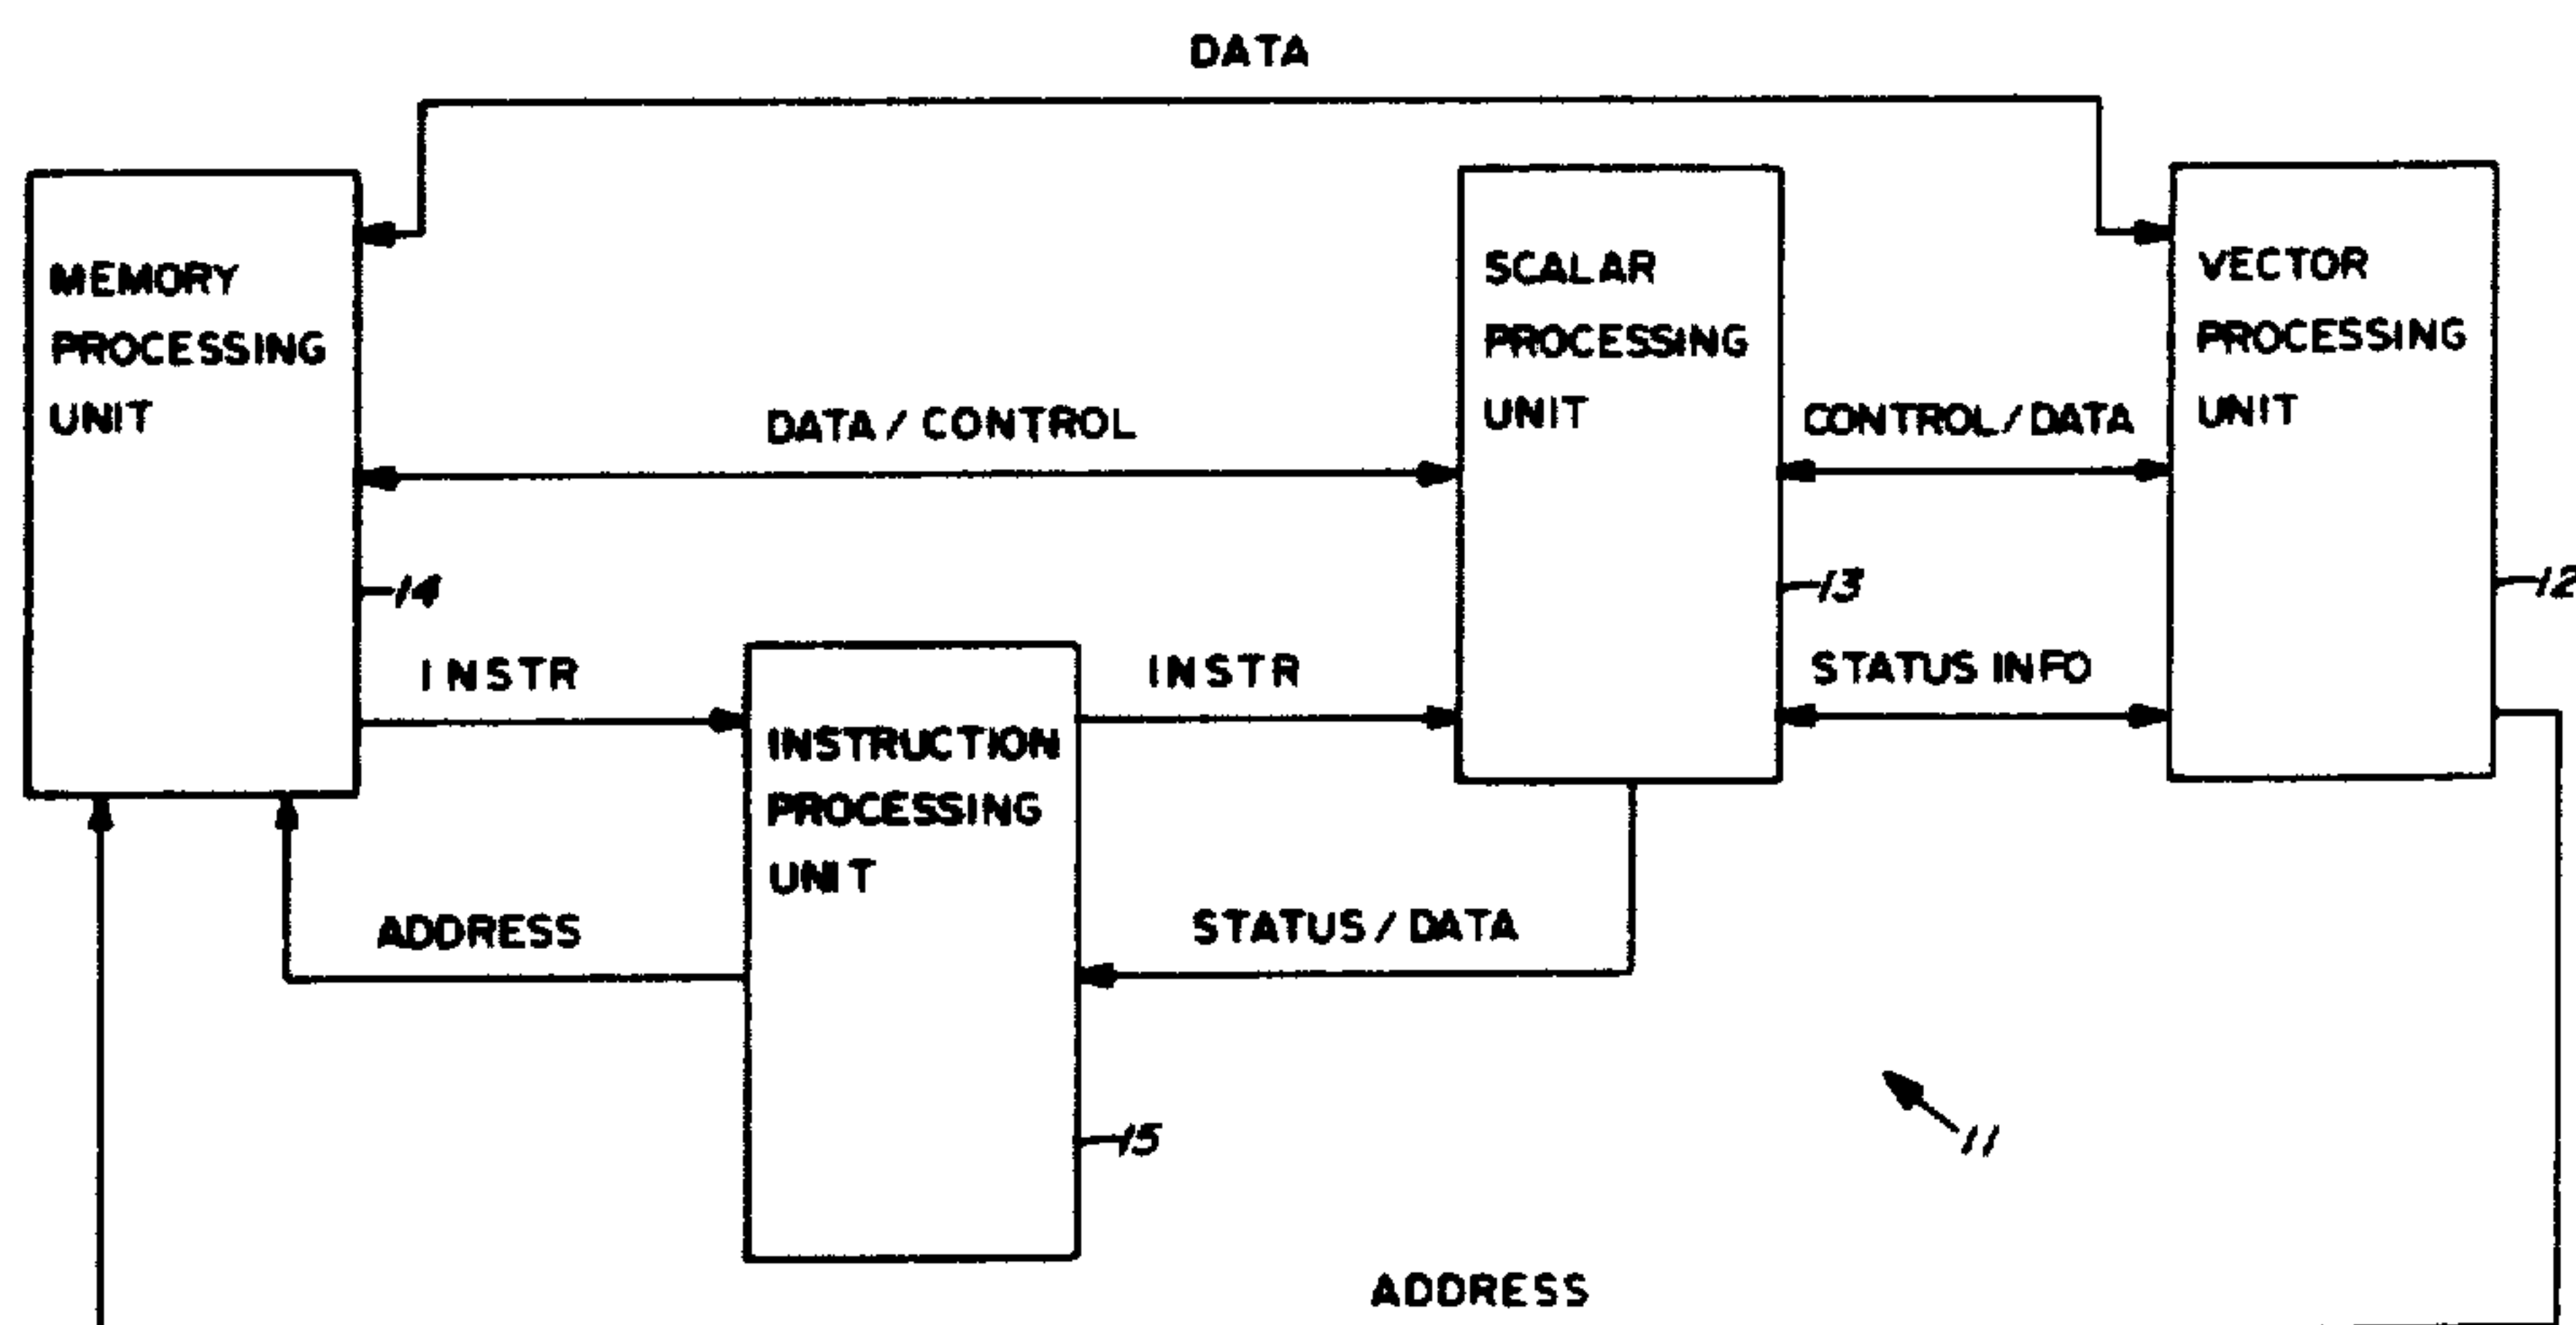 DATA
MEMORY
PROCESSING
UNIT
SCALAR
PROCESSING
UNIT
VECTOR
PROCESSING
UNIT
DATA / CONTROL
CONTROL/DATA
14
13
12
INSTR
INSTR
STATUS INFO
INSTRUCTION
PROCESSING
UNIT
ADDRESS
STATUS / DATA
15
11
ADDRESS